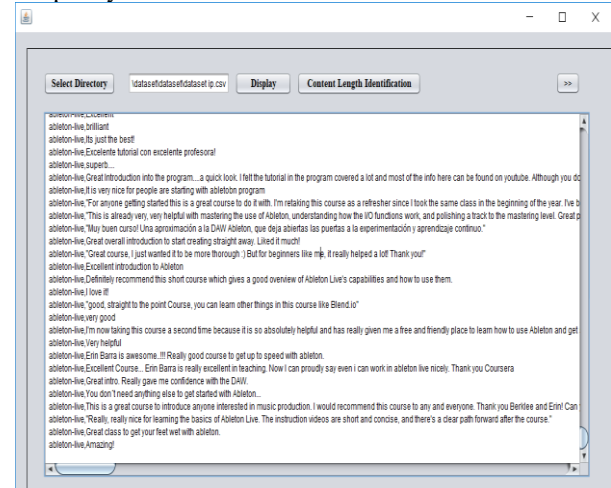 Select Directory
\dataset\dataset\dataset ip.csv
Display
Content Length Identification
>>
ableton-live,Excellent
ableton-live,brilliant
ableton-live,Its just the best!
ableton-live,Excelente tutorial con excelente profesora!
ableton-live,superb....
ableton-live,Great Introduction into the program....a quick look. I felt the tutorial in the program covered a lot and most of the info here can be found on youtube. Although you do
ableton-live,It is very nice for people are starting with abletobn program
ableton-live,"For anyone getting started this is a great course to do it with. I'm retaking this course as a refresher since I took the same class in the beginning of the year. I've b
ableton-live,"This is already very, very helpful with mastering the use of Ableton, understanding how the I/O functions work, and polishing a track to the mastering level. Great p
ableton-live,"Muy buen curso! Una aproximación a la DAW Ableton, que deja abiertas las puertas a la experimentación y aprendizaje continuo."
ableton-live,Great overall introduction to start creating straight away. Liked it much!
ableton-live,"Great course, I just wanted it to be more thorough :) But for beginners like me, it really helped a lot! Thank you!"
ableton-live,Excellent introduction to Ableton
ableton-live,Definitely recommend this short course which gives a good overview of Ableton Live's capabilities and how to use them.
ableton-live,I love it!
ableton-live,"good, straight to the point Course, you can learn other things in this course like Blend.io"
ableton-live,very good
ableton-live,I'm now taking this course a second time because it is so absolutely helpful and has really given me a free and friendly place to learn how to use Ableton and get
ableton-live,Very helpful
ableton-live,Erin Barra is awesome..!!! Really good course to get up to speed with ableton.
ableton-live,Excellent Course... Erin Barra is really excellent in teaching. Now I can proudly say even i can work in ableton live nicely. Thank you Coursera
ableton-live,Great intro. Really gave me confidence with the DAW.
ableton-live,You don´t need anything else to get started with Ableton...
ableton-live,This is a great course to introduce anyone interested in music production. I would recommend this course to any and everyone. Thank you Berklee and Erin! Can
ableton-live,"Really, really nice for learning the basics of Ableton Live. The instruction videos are short and concise, and there's a clear path forward after the course."
ableton-live,Great class to get your feet wet with ableton.
ableton-live,Amazing!